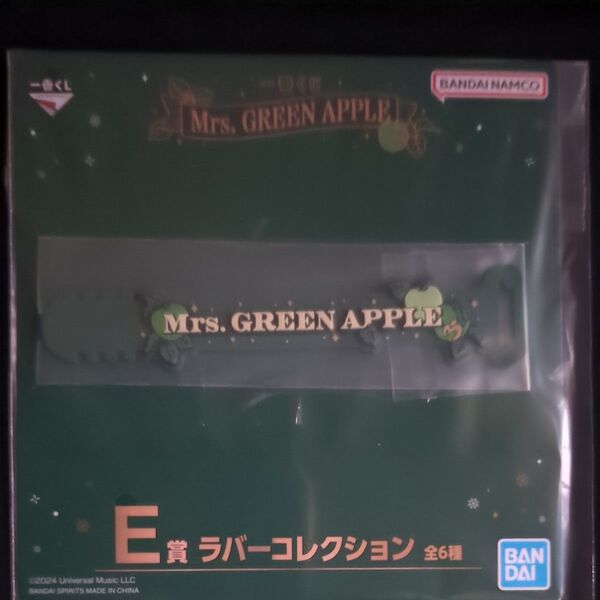 一番くじ
BANDAI NAMCO
一番くじ
Mrs. GREEN APPLE
Mrs. GREEN APPLE
E賞 ラバーコレクション 全6種
©2024 Universal Music LLC
BANDAI SPIRITS MADE IN CHINA
BAN
DAI